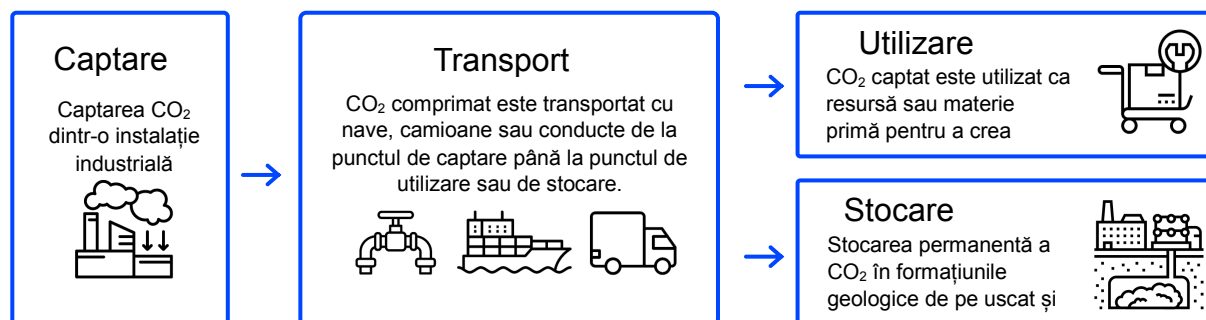 Captare
Captarea CO₂
dintr-o instalație
industrială
Transport
CO₂ comprimat este transportat cu
nave, camioane sau conducte de la
punctul de captare până la punctul de
utilizare sau de stocare.
Utilizare
CO₂ captat este utilizat ca
resursă sau materie
primă pentru a crea
Stocare
Stocarea permanentă a
CO₂ în formațiunile
geologice de pe uscat și